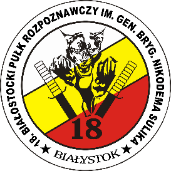 18. BIAŁOSTOCKI PUŁK ROZPOZNAWCZY IM. GEN. BRYG. NIKODEMA SULIKA
18
BIAŁYSTOK